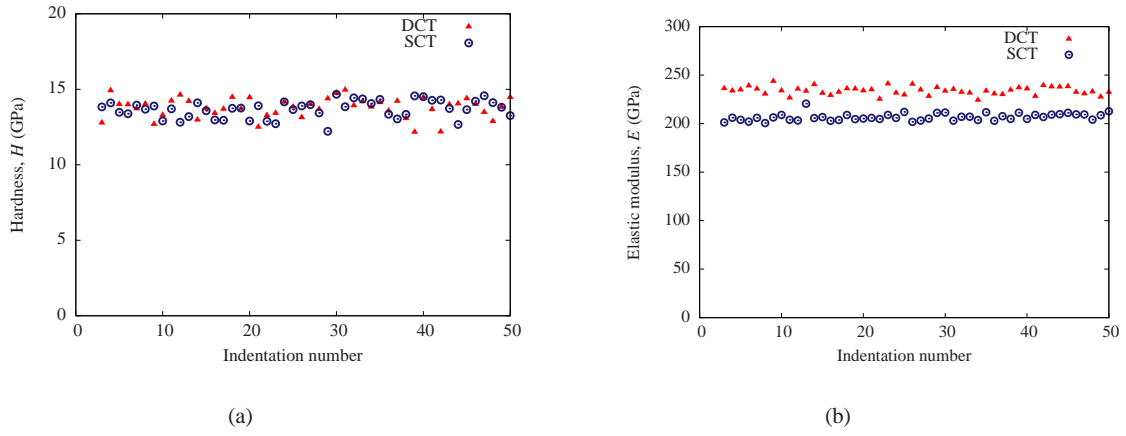 20
15
10
5
0
0
10
20
30
40
50
Hardness, H (GPa)
Indentation number
DCT
SCT
(a)
300
250
200
150
100
50
0
0
10
20
30
40
50
Elastic modulus, E (GPa)
Indentation number
DCT
SCT
(b)